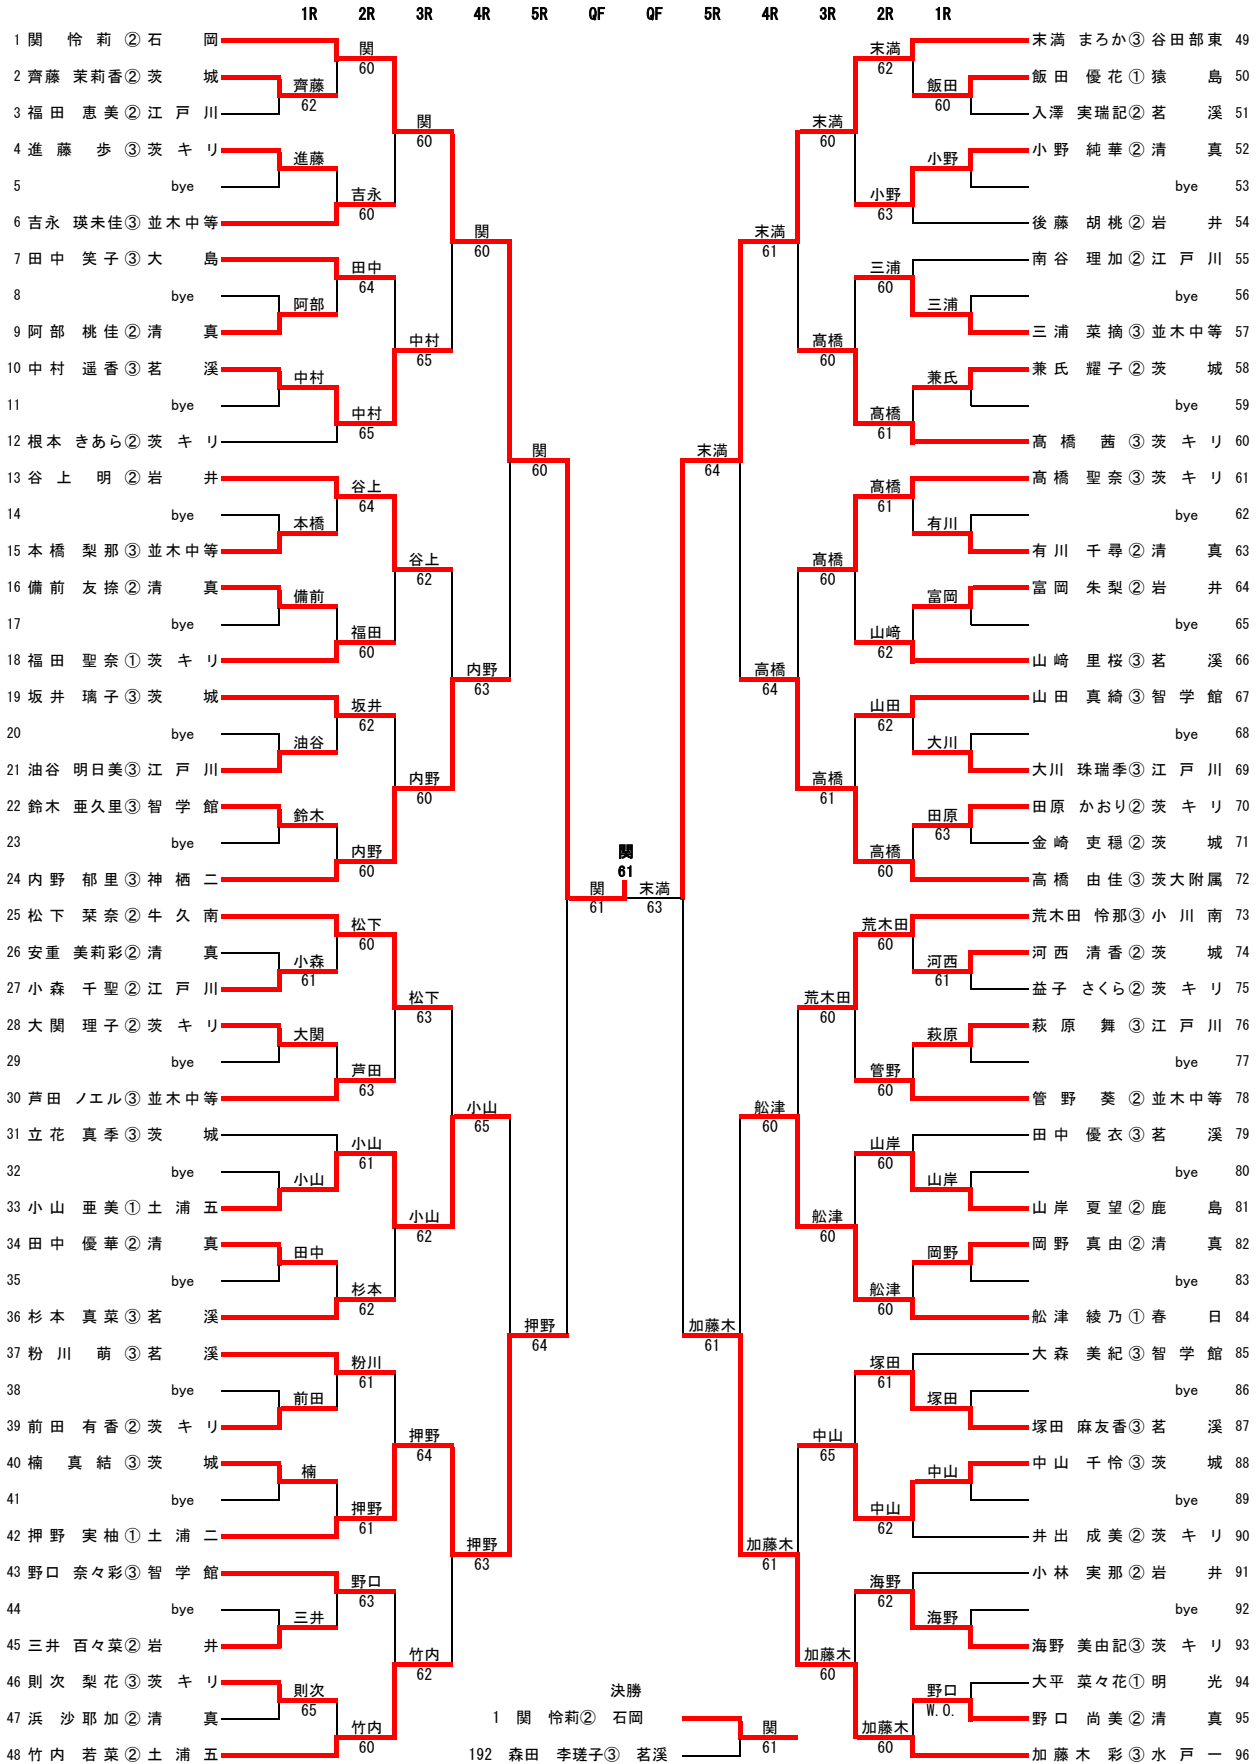 1R 2R 3R 4R 5R QF QF 5R 4R 3R 2R 1R
1 関 怜 莉 ② 石 岡
2 齊藤 茉莉香② 茨 城
3 福田 恵美② 江 戸 川
4 進藤 歩 ③ 茨 キ リ
5 bye
6 吉永 瑛未佳③ 並木中等
7 田中 笑子③ 大 島
8 bye
9 阿部 桃佳② 清 真
10 中村 遥香③ 茗 溪
11 bye
12 根本 きあら② 茨 キ リ
13 谷上 明 ② 岩 井
14 bye
15 本橋 梨那③ 並木中等
16 備前 友捺② 清 真
17 bye
18 福田 聖奈① 茨 キ リ
19 坂井 璃子③ 茨 城
20 bye
21 油谷 明日美③ 江 戸 川
22 鈴木 亜久里③ 智 学 館
23 bye
24 内野 郁里③ 神 栖 二
25 松下 栞奈② 牛 久 南
26 安重 美莉彩② 清 真
27 小森 千聖② 江 戸 川
28 大関 理子② 茨 キ リ
29 bye
30 芦田 ノエル③ 並木中等
31 立花 真季③ 茨 城
32 bye
33 小山 亜美① 土 浦 五
34 田中 優華② 清 真
35 bye
36 杉本 真菜③ 茗 溪
37 粉川 萌 ③ 茗 溪
38 bye
39 前田 有香② 茨 キ リ
40 楠 真結 ③ 茨 城
41 bye
42 押野 実柚① 土 浦 二
43 野口 奈々彩③ 智 学 館
44 bye
45 三井 百々菜② 岩 井
46 則次 梨花③ 茨 キ リ
47 浜 沙耶加② 清 真
48 竹内 若菜② 土 浦 五
齊藤
62
進藤
阿部
中村
本橋
備前
油谷
鈴木
小森
61
大関
小山
田中
前田
楠
三井
則次
65
関
60
吉永
60
田中
64
中村
65
谷上
64
福田
60
坂井
62
内野
60
松下
60
芦田
63
小山
61
杉本
62
粉川
61
押野
61
野口
63
竹内
60
関
60
中村
65
谷上
62
内野
60
松下
63
小山
62
押野
64
竹内
62
関
60
内野
63
小山
65
押野
63
関
60
押野
64
関
61
関
61
末満
63
末満
64
加藤木
61
末満
61
高橋
64
舩津
60
加藤木
61
末満
60
髙橋
60
髙橋
60
高橋
61
荒木田
60
舩津
60
中山
65
加藤木
60
末満
62
小野
63
三浦
60
髙橋
61
髙橋
61
山﨑
62
山田
62
高橋
60
荒木田
60
管野
60
山岸
60
舩津
60
塚田
61
中山
62
海野
62
加藤木
60
飯田
60
小野
三浦
兼氏
有川
富岡
大川
田原
63
河西
61
萩原
山岸
岡野
塚田
中山
海野
野口
W.O.
末満 まろか③ 谷田部東 49
飯田 優花① 猿 島 50
入澤 実瑞記② 茗 溪 51
小野 純華② 清 真 52
bye 53
後藤 胡桃② 岩 井 54
南谷 理加② 江 戸 川 55
bye 56
三浦 菜摘③ 並木中等 57
兼氏 耀子② 茨 城 58
bye 59
髙橋 茜 ③ 茨 キ リ 60
髙橋 聖奈③ 茨 キ リ 61
bye 62
有川 千尋② 清 真 63
富岡 朱梨② 岩 井 64
bye 65
山﨑 里桜③ 茗 溪 66
山田 真綺③ 智 学 館 67
bye 68
大川 珠瑞季③ 江 戸 川 69
田原 かおり② 茨 キ リ 70
金崎 吏穏② 茨 城 71
高橋 由佳③ 茨大附属 72
荒木田 怜那③ 小 川 南 73
河西 清香② 茨 城 74
益子 さくら② 茨 キ リ 75
萩原 舞 ③ 江 戸 川 76
bye 77
管野 葵 ② 並木中等 78
田中 優衣③ 茗 溪 79
bye 80
山岸 夏望② 鹿 島 81
岡野 真由② 清 真 82
bye 83
舩津 綾乃① 春 日 84
大森 美紀③ 智 学 館 85
bye 86
塚田 麻友香③ 茗 溪 87
中山 千怜③ 茨 城 88
bye 89
井出 成美② 茨 キ リ 90
小林 実那② 岩 井 91
bye 92
海野 美由記③ 茨 キ リ 93
大平 菜々花① 明 光 94
野口 尚美② 清 真 95
加藤木 彩③ 水 戸 一 96
決勝
1 関 怜莉② 石岡
192 森田 李瑳子③ 茗溪
関
61